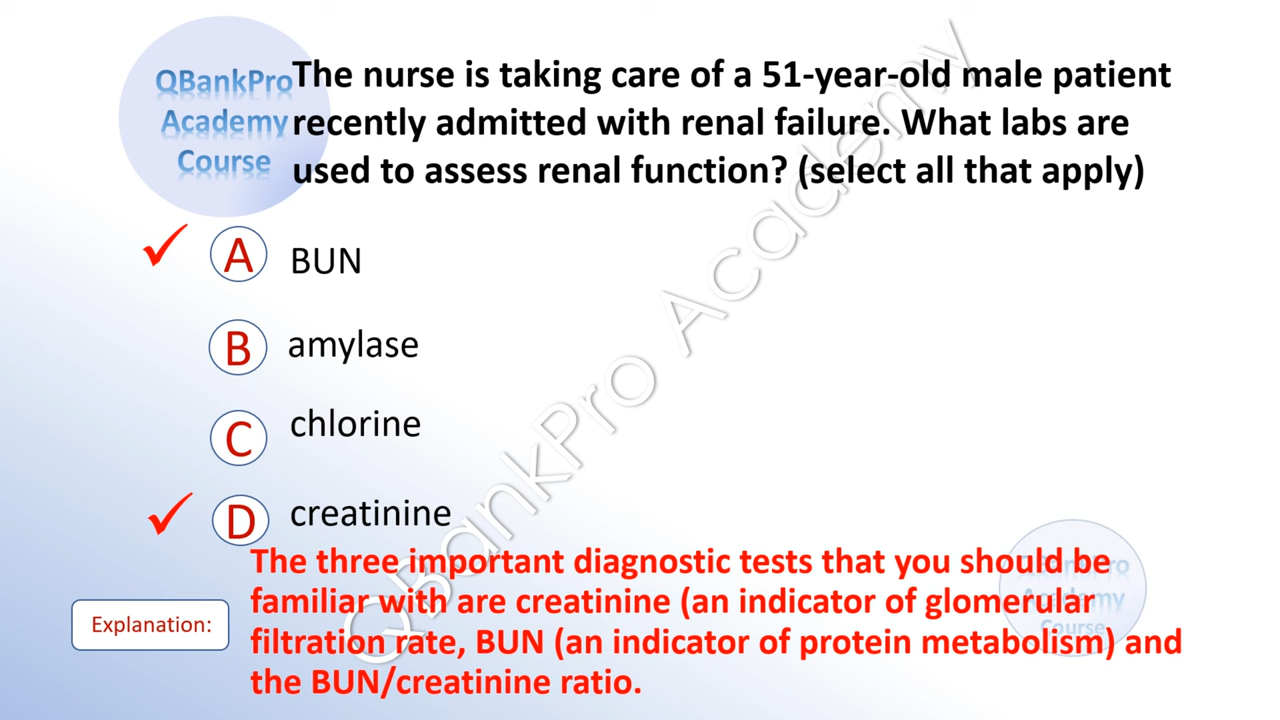 QBankPro
Academy
Course
The nurse is taking care of a 51-year-old male patient
recently admitted with renal failure. What labs are
used to assess renal function? (select all that apply)
A BUN
B amylase
C chlorine
D creatinine
Explanation:
The three important diagnostic tests that you should be
familiar with are creatinine (an indicator of glomerular
filtration rate, BUN (an indicator of protein metabolism) and
the BUN/creatinine ratio.
QBankPro Academy
QBankPro
Academy
Course